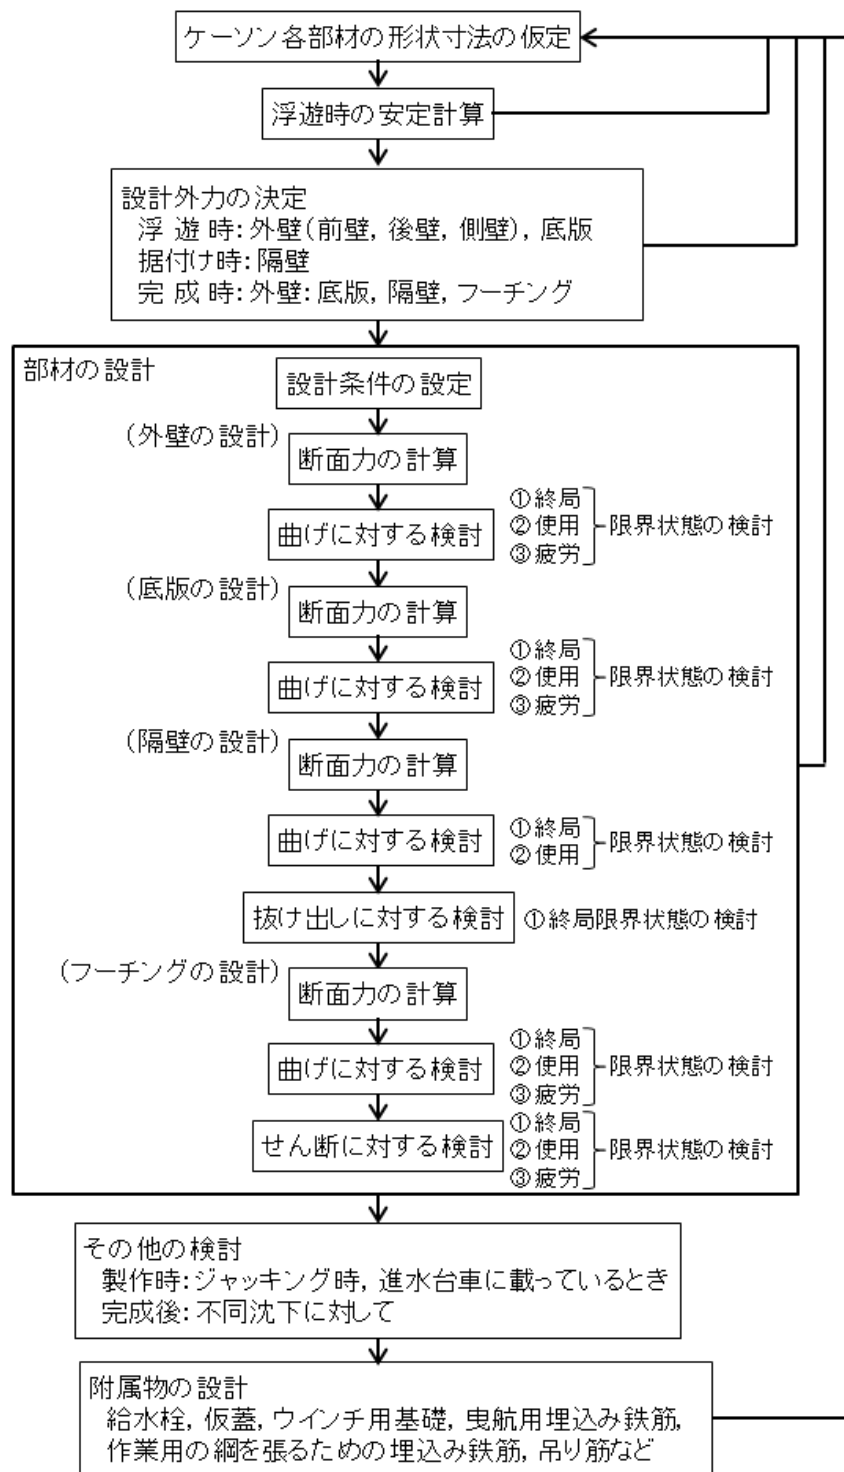 ケーソン各部材の形状寸法の仮定
浮遊時の安定計算
設計外力の決定
浮 遊 時：外壁（前壁，後壁，側壁），底版
据付け時：隔壁
完 成 時：外壁：底版，隔壁，フーチング
部材の設計
設計条件の設定
（外壁の設計）
断面力の計算
曲げに対する検討
①終局
②使用
③疲労
限界状態の検討
（底版の設計）
断面力の計算
曲げに対する検討
①終局
②使用
③疲労
限界状態の検討
（隔壁の設計）
断面力の計算
曲げに対する検討
①終局
②使用
限界状態の検討
抜け出しに対する検討 ①終局限界状態の検討
（フーチングの設計）
断面力の計算
曲げに対する検討
①終局
②使用
③疲労
限界状態の検討
せん断に対する検討
①終局
②使用
③疲労
限界状態の検討
その他の検討
製作時：ジャッキング時，進水台車に載っているとき
完成後：不同沈下に対して
附属物の設計
給水栓，仮蓋，ウインチ用基礎，曳航用埋込み鉄筋，
作業用の綱を張るための埋込み鉄筋，吊り筋など